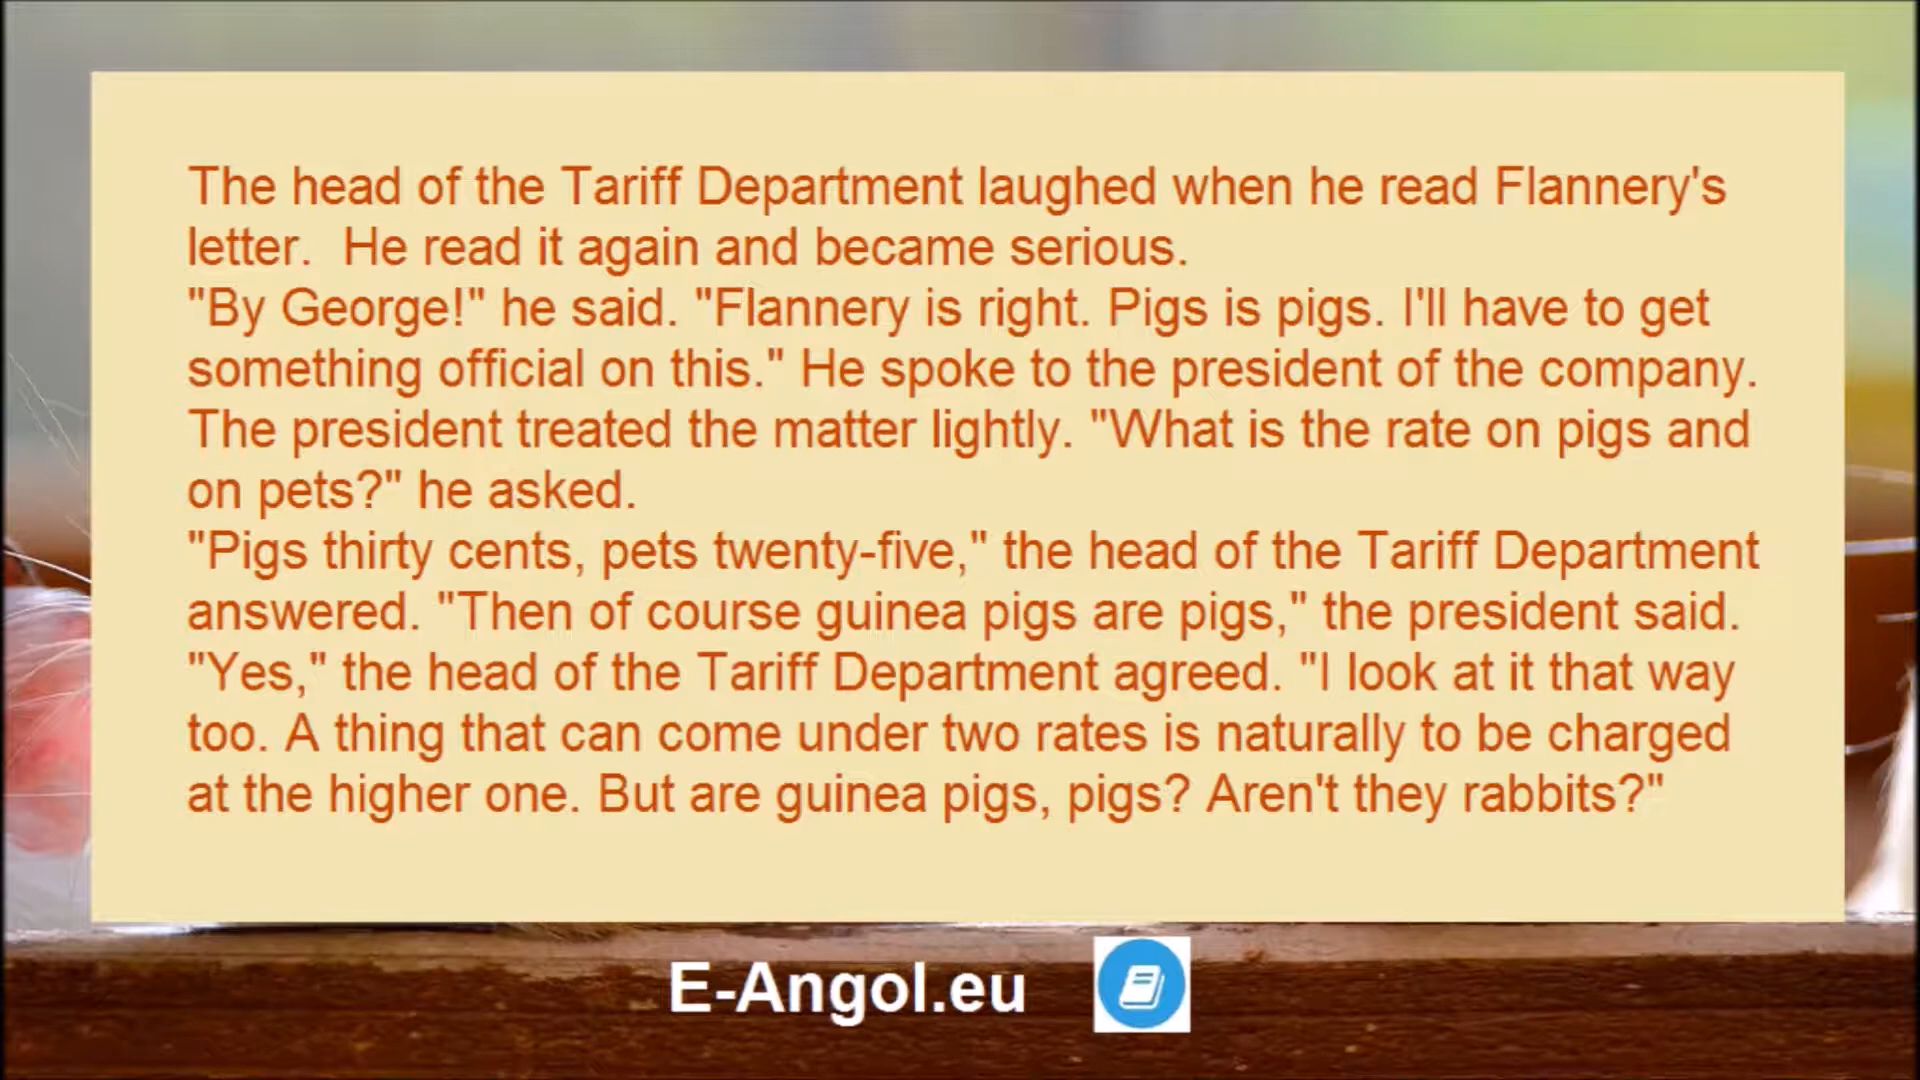 The head of the Tariff Department laughed when he read Flannery's
letter.  He read it again and became serious.
"By George!" he said. "Flannery is right. Pigs is pigs. I'll have to get
something official on this." He spoke to the president of the company.
The president treated the matter lightly. "What is the rate on pigs and
on pets?" he asked.
"Pigs thirty cents, pets twenty-five," the head of the Tariff Department
answered. "Then of course guinea pigs are pigs," the president said.
"Yes," the head of the Tariff Department agreed. "I look at it that way
too. A thing that can come under two rates is naturally to be charged
at the higher one. But are guinea pigs, pigs? Aren't they rabbits?"
E-Angol.eu